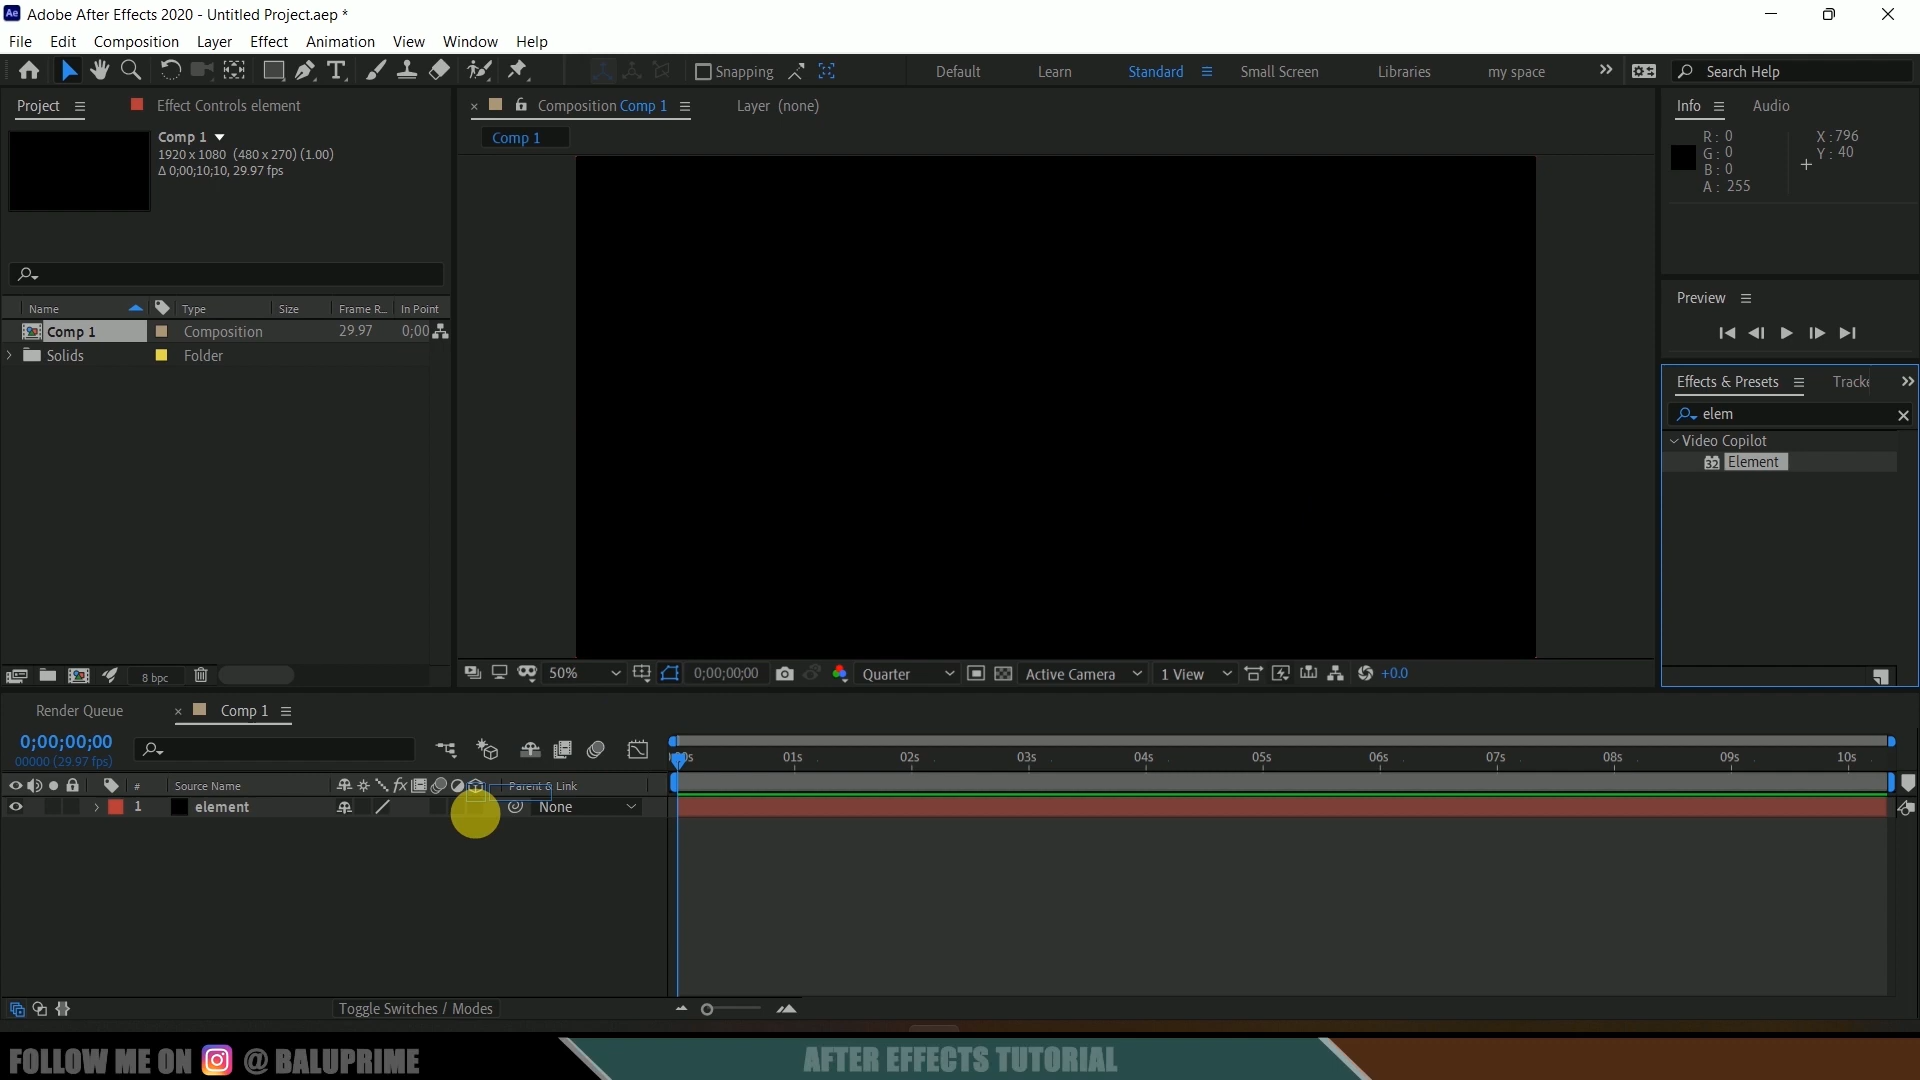 Ae Adobe After Effects 2020 - Untitled Project.aep *
File Edit Composition Layer Effect Animation View Window Help
Snapping Default Learn Standard Small Screen Libraries my space Search Help
Project Effect Controls element
Comp 1
1920 x 1080 (480 x 270) (1.00)
Δ 0;00;10;10, 29.97 fps
Name Type Size Frame R... In Point
Comp 1 Composition 29.97 0;00
Solids Folder
8 bpc
Composition Comp 1 Layer (none)
Comp 1
50% 0;00;00;00 Quarter Active Camera 1 View +0.0
Info Audio
R: 0
G: 0
B: 0
A: 255
X: 796
Y: 40
Preview
Effects & Presets Tracke
elem
Video Copilot
32 Element
Render Queue Comp 1
0;00;00;00
00000 (29.97 fps)
01s 02s 03s 04s 05s 06s 07s 08s 09s 10s
# Source Name fx Parent & Link
1 element None
Toggle Switches / Modes
FOLLOW ME ON @ BALUPRIME
AFTER EFFECTS TUTORIAL